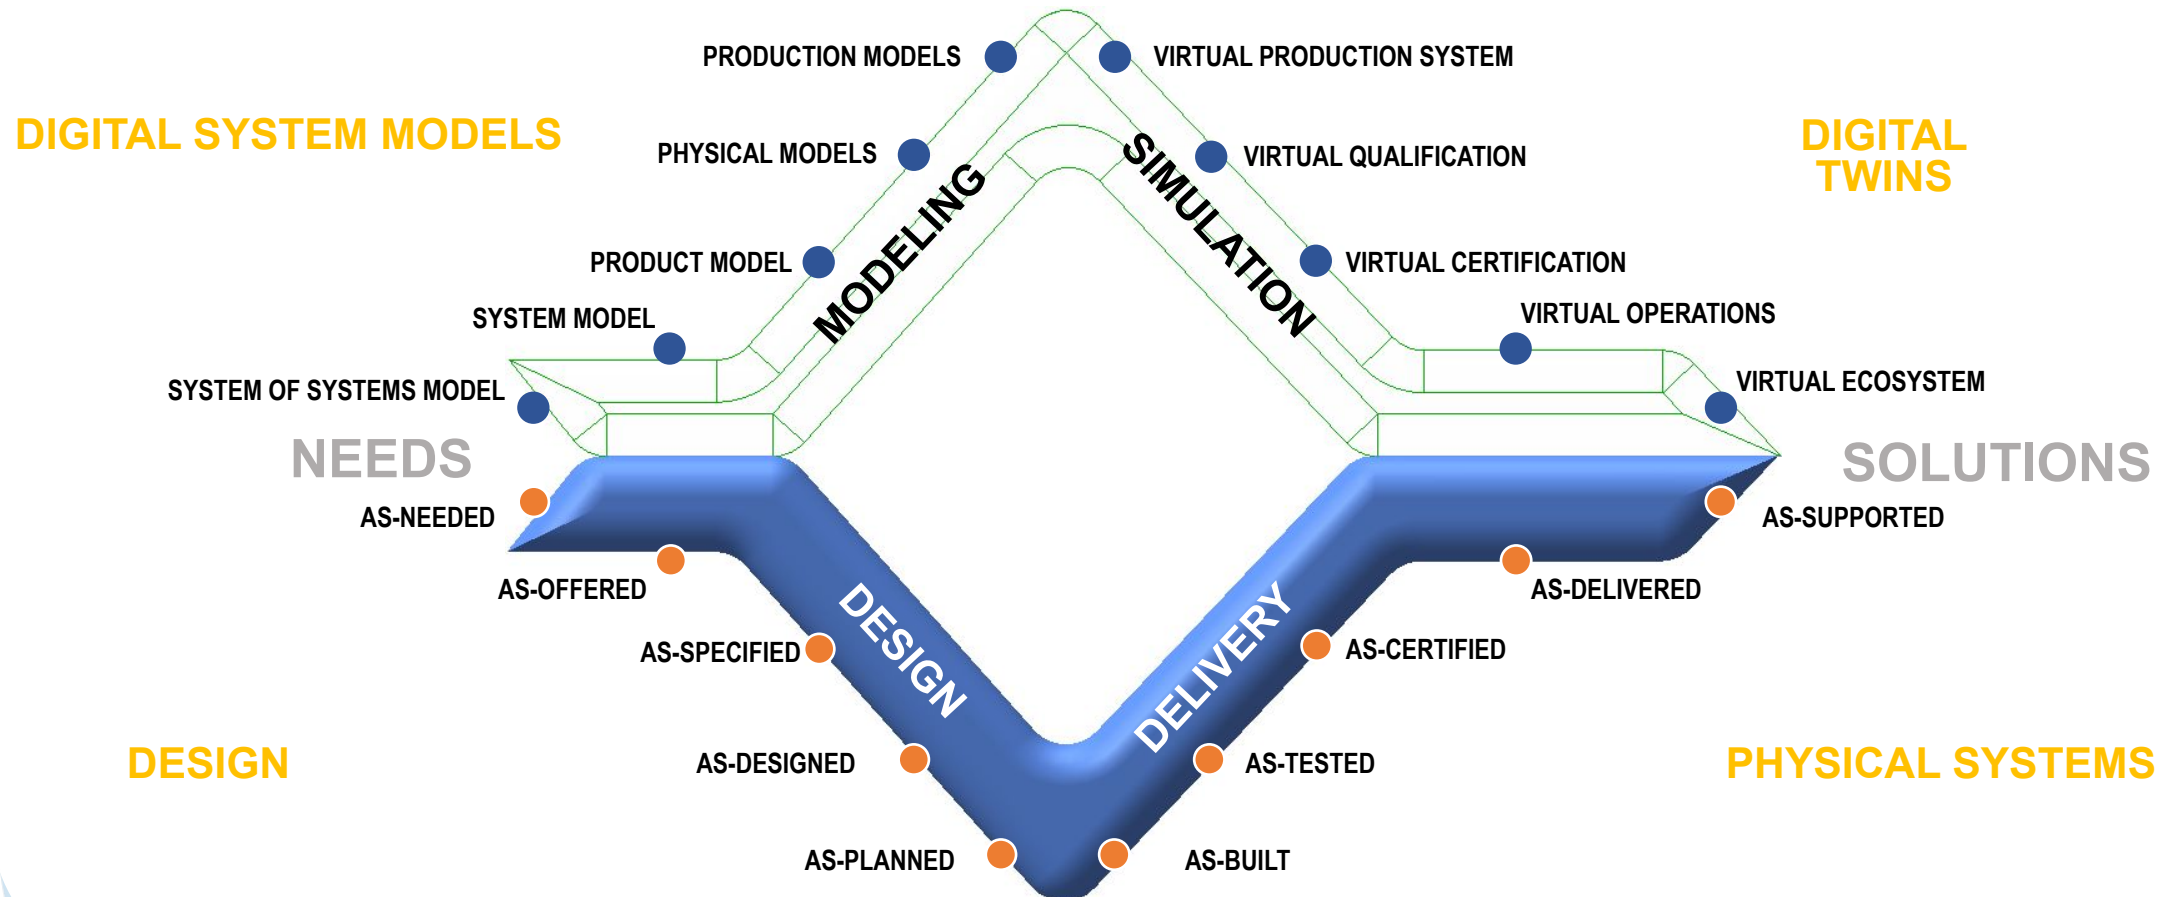 PRODUCTION MODELS
VIRTUAL PRODUCTION SYSTEM
DIGITAL SYSTEM MODELS
DIGITAL
TWINS
PHYSICAL MODELS
VIRTUAL QUALIFICATION
MODELING
SIMULATION
PRODUCT MODEL
VIRTUAL CERTIFICATION
SYSTEM MODEL
VIRTUAL OPERATIONS
SYSTEM OF SYSTEMS MODEL
VIRTUAL ECOSYSTEM
NEEDS
SOLUTIONS
AS-NEEDED
AS-SUPPORTED
AS-OFFERED
AS-DELIVERED
DESIGN
DELIVERY
AS-SPECIFIED
AS-CERTIFIED
DESIGN
AS-DESIGNED
AS-TESTED
PHYSICAL SYSTEMS
AS-PLANNED
AS-BUILT